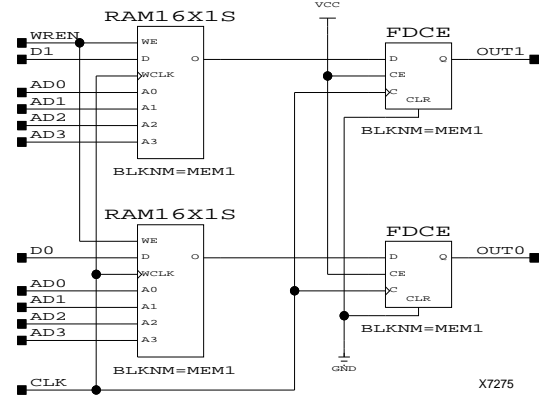 RAM16X1S
VCC
WREN
WE
FDCE
D1
D
O
D
Q
OUT1
WCLK
CE
AD0
A0
C
AD1
A1
CLR
AD2
A2
AD3
A3
BLKNM=MEM1
BLKNM=MEM1
RAM16X1S
FDCE
WE
D0
D
O
D
Q
OUT0
WCLK
CE
AD0
A0
C
AD1
A1
CLR
AD2
A2
AD3
A3
BLKNM=MEM1
BLKNM=MEM1
GND
CLK
X7275